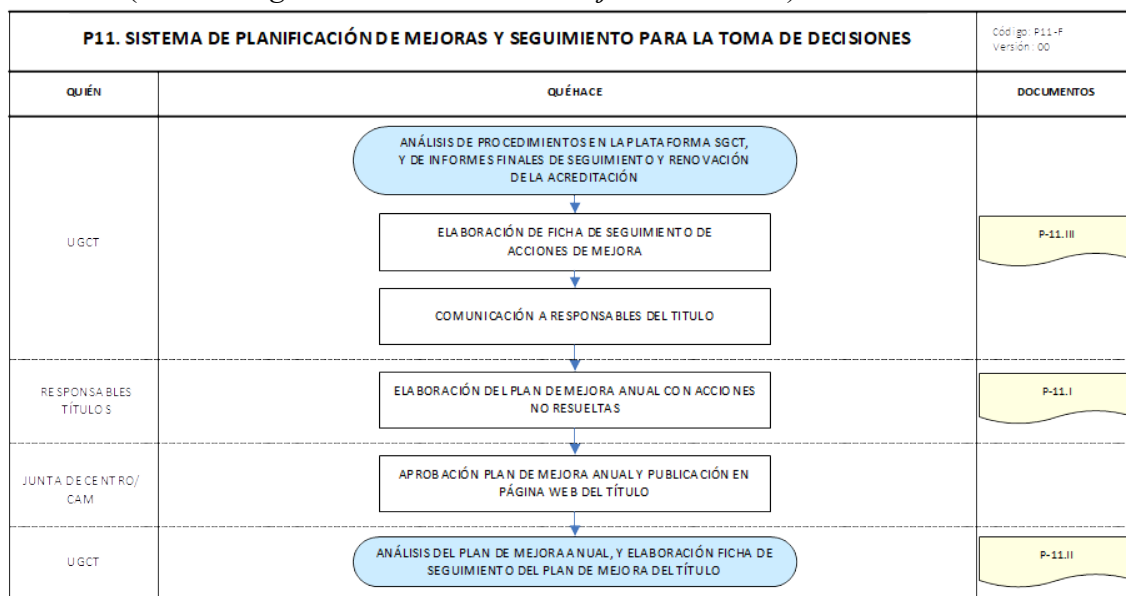 P11. SISTEMA DE PLANIFICACIÓN DE MEJORAS Y SEGUIMIENTO PARA LA TOMA DE DECISIONES
Código: P11-F
Versión: 00
QUIÉN
QUÉ HACE
DOCUMENTOS
ANÁLISIS DE PROCEDIMIENTOS EN LA PLATAFORMA SGCT,
Y DE INFORMES FINALES DE SEGUIMIENTO Y RENOVACIÓN
DE LA ACREDITACIÓN
UGCT
ELABORACIÓN DE FICHA DE SEGUIMIENTO DE
ACCIONES DE MEJORA
P-11.III
COMUNICACIÓN A RESPONSABLES DEL TITULO
RESPONSABLES
TÍTULOS
ELABORACIÓN DEL PLAN DE MEJORA ANUAL CON ACCIONES
NO RESUELTAS
P-11.I
JUNTA DE CENTRO/
CAM
APROBACIÓN PLAN DE MEJORA ANUAL Y PUBLICACIÓN EN
PÁGINA WEB DEL TÍTULO
UGCT
ANÁLISIS DEL PLAN DE MEJORA ANUAL, Y ELABORACIÓN FICHA DE
SEGUIMIENTO DEL PLAN DE MEJORA DEL TÍTULO
P-11.II